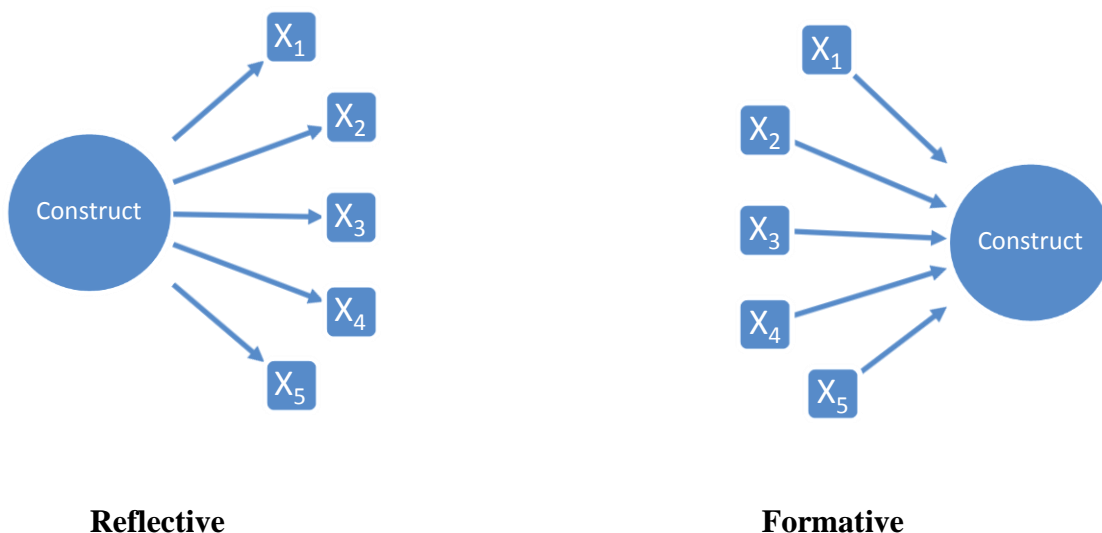 X₁
X₂
Construct
X₃
X₄
X₅
Reflective
X₁
X₂
X₃
Construct
X₄
X₅
Formative